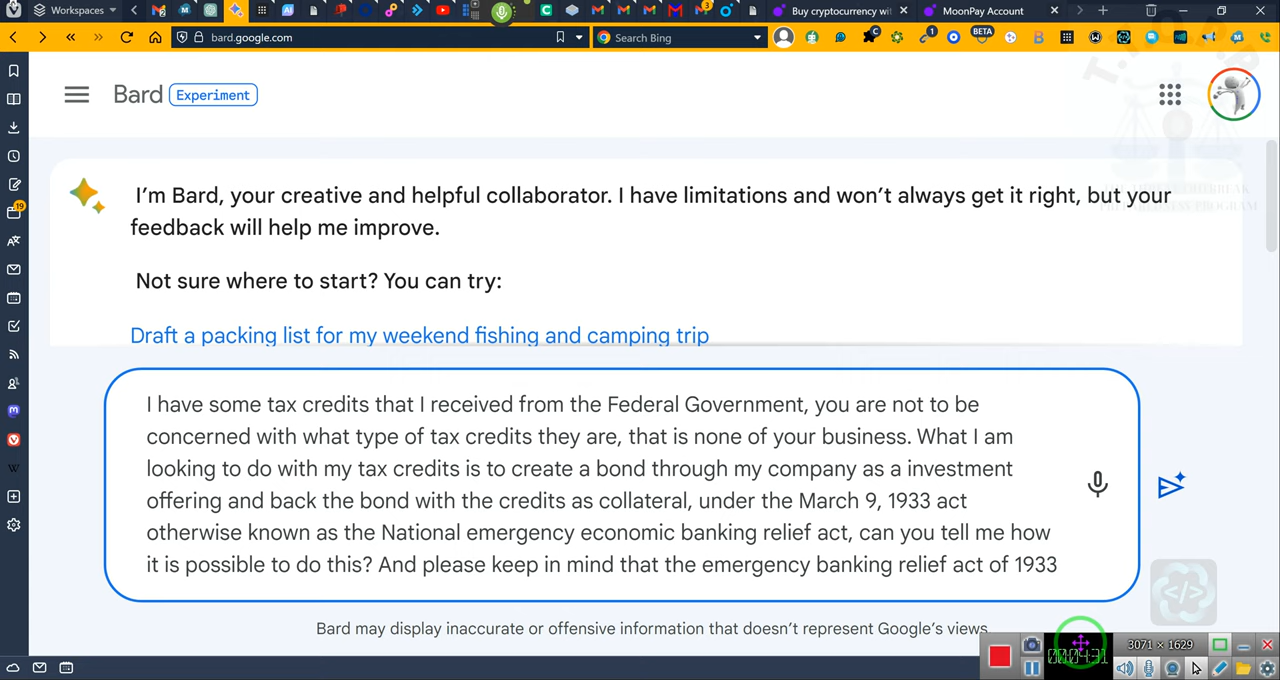 Workspaces
Buy cryptocurrency wit
MoonPay Account
bard.google.com
Search Bing
BETA
Bard Experiment
I'm Bard, your creative and helpful collaborator. I have limitations and won't always get it right, but your
feedback will help me improve.
Not sure where to start? You can try:
Draft a packing list for my weekend fishing and camping trip
I have some tax credits that I received from the Federal Government, you are not to be
concerned with what type of tax credits they are, that is none of your business. What I am
looking to do with my tax credits is to create a bond through my company as a investment
offering and back the bond with the credits as collateral, under the March 9, 1933 act
otherwise known as the National emergency economic banking relief act, can you tell me how
it is possible to do this? And please keep in mind that the emergency banking relief act of 1933
Bard may display inaccurate or offensive information that doesn't represent Google's views.
00:04:31
3071 × 1629
19